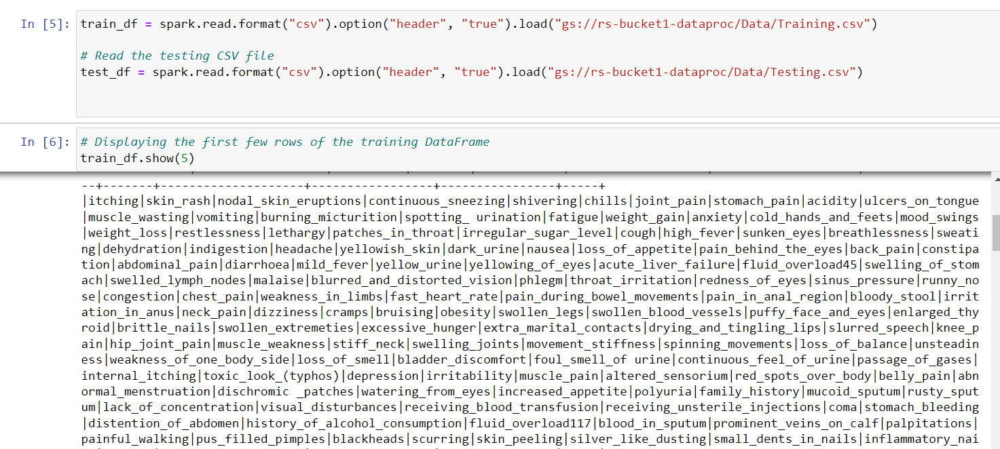 In [5]: train_df = spark.read.format("csv").option("header", "true").load("gs://rs-bucket1-dataproc/Data/Training.csv")
# Read the testing CSV file
test_df = spark.read.format("csv").option("header", "true").load("gs://rs-bucket1-dataproc/Data/Testing.csv")
In [6]: # Displaying the first few rows of the training DataFrame
train_df.show(5)
--+-------+--------------------+-----------------+----------------+-----+
|itching|skin_rash|nodal_skin_eruptions|continuous_sneezing|shivering|chills|joint_pain|stomach_pain|acidity|ulcers_on_tongue
|muscle_wasting|vomiting|burning_micturition|spotting_ urination|fatigue|weight_gain|anxiety|cold_hands_and_feets|mood_swings
|weight_loss|restlessness|lethargy|patches_in_throat|irregular_sugar_level|cough|high_fever|sunken_eyes|breathlessness|sweati
ng|dehydration|indigestion|headache|yellowish_skin|dark_urine|nausea|loss_of_appetite|pain_behind_the_eyes|back_pain|constipa
tion|abdominal_pain|diarrhoea|mild_fever|yellow_urine|yellowing_of_eyes|acute_liver_failure|fluid_overload45|swelling_of_stom
ach|swelled_lymph_nodes|malaise|blurred_and_distorted_vision|phlegm|throat_irritation|redness_of_eyes|sinus_pressure|runny_no
se|congestion|chest_pain|weakness_in_limbs|fast_heart_rate|pain_during_bowel_movements|pain_in_anal_region|bloody_stool|irrit
ation_in_anus|neck_pain|dizziness|cramps|bruising|obesity|swollen_legs|swollen_blood_vessels|puffy_face_and_eyes|enlarged_thy
roid|brittle_nails|swollen_extremeties|excessive_hunger|extra_marital_contacts|drying_and_tingling_lips|slurred_speech|knee_p
ain|hip_joint_pain|muscle_weakness|stiff_neck|swelling_joints|movement_stiffness|spinning_movements|loss_of_balance|unsteadin
ess|weakness_of_one_body_side|loss_of_smell|bladder_discomfort|foul_smell_of urine|continuous_feel_of_urine|passage_of_gases|
internal_itching|toxic_look_(typhos)|depression|irritability|muscle_pain|altered_sensorium|red_spots_over_body|belly_pain|abn
ormal_menstruation|dischromic _patches|watering_from_eyes|increased_appetite|polyuria|family_history|mucoid_sputum|rusty_sput
um|lack_of_concentration|visual_disturbances|receiving_blood_transfusion|receiving_unsterile_injections|coma|stomach_bleeding
|distention_of_abdomen|history_of_alcohol_consumption|fluid_overload117|blood_in_sputum|prominent_veins_on_calf|palpitations|
painful_walking|pus_filled_pimples|blackheads|scurring|skin_peeling|silver_like_dusting|small_dents_in_nails|inflammatory_nai